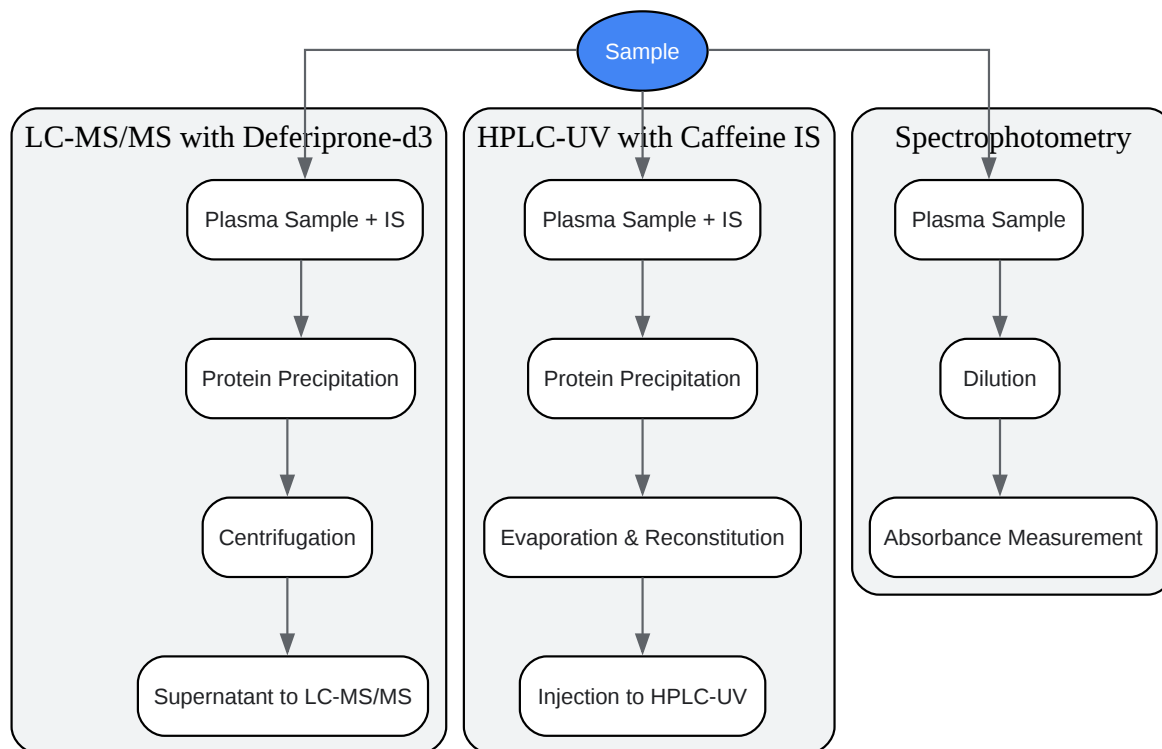 Sample
LC-MS/MS with Deferiprone-d3
Plasma Sample + IS
Protein Precipitation
Centrifugation
Supernatant to LC-MS/MS
HPLC-UV with Caffeine IS
Plasma Sample + IS
Protein Precipitation
Evaporation & Reconstitution
Injection to HPLC-UV
Spectrophotometry
Plasma Sample
Dilution
Absorbance Measurement